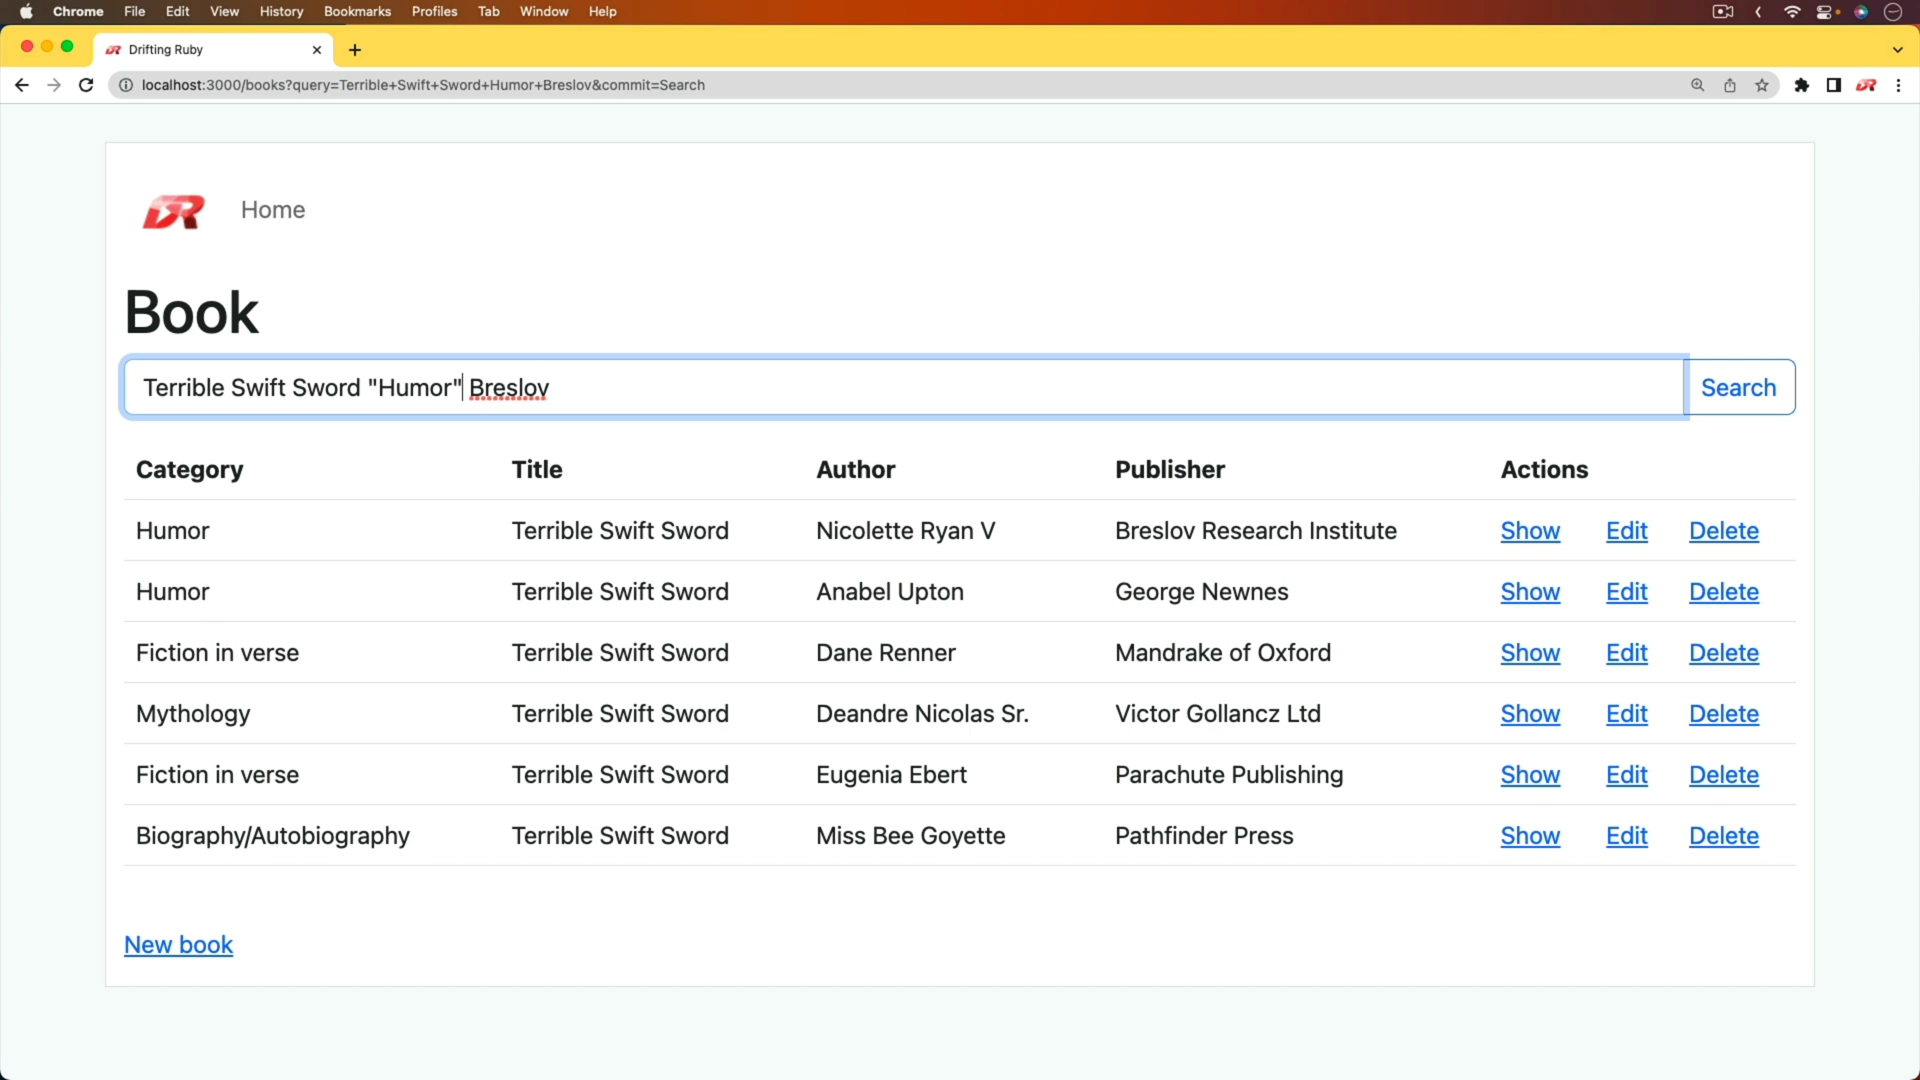 Chrome File Edit View History Bookmarks Profiles Tab Window Help
DR Drifting Ruby
localhost:3000/books?query=Terrible+Swift+Sword+Humor+Breslov&commit=Search
DR Home
Book
Terrible Swift Sword "Humor" Breslov Search
Category Title Author Publisher Actions
Humor Terrible Swift Sword Nicolette Ryan V Breslov Research Institute Show Edit Delete
Humor Terrible Swift Sword Anabel Upton George Newnes Show Edit Delete
Fiction in verse Terrible Swift Sword Dane Renner Mandrake of Oxford Show Edit Delete
Mythology Terrible Swift Sword Deandre Nicolas Sr. Victor Gollancz Ltd Show Edit Delete
Fiction in verse Terrible Swift Sword Eugenia Ebert Parachute Publishing Show Edit Delete
Biography/Autobiography Terrible Swift Sword Miss Bee Goyette Pathfinder Press Show Edit Delete
New book